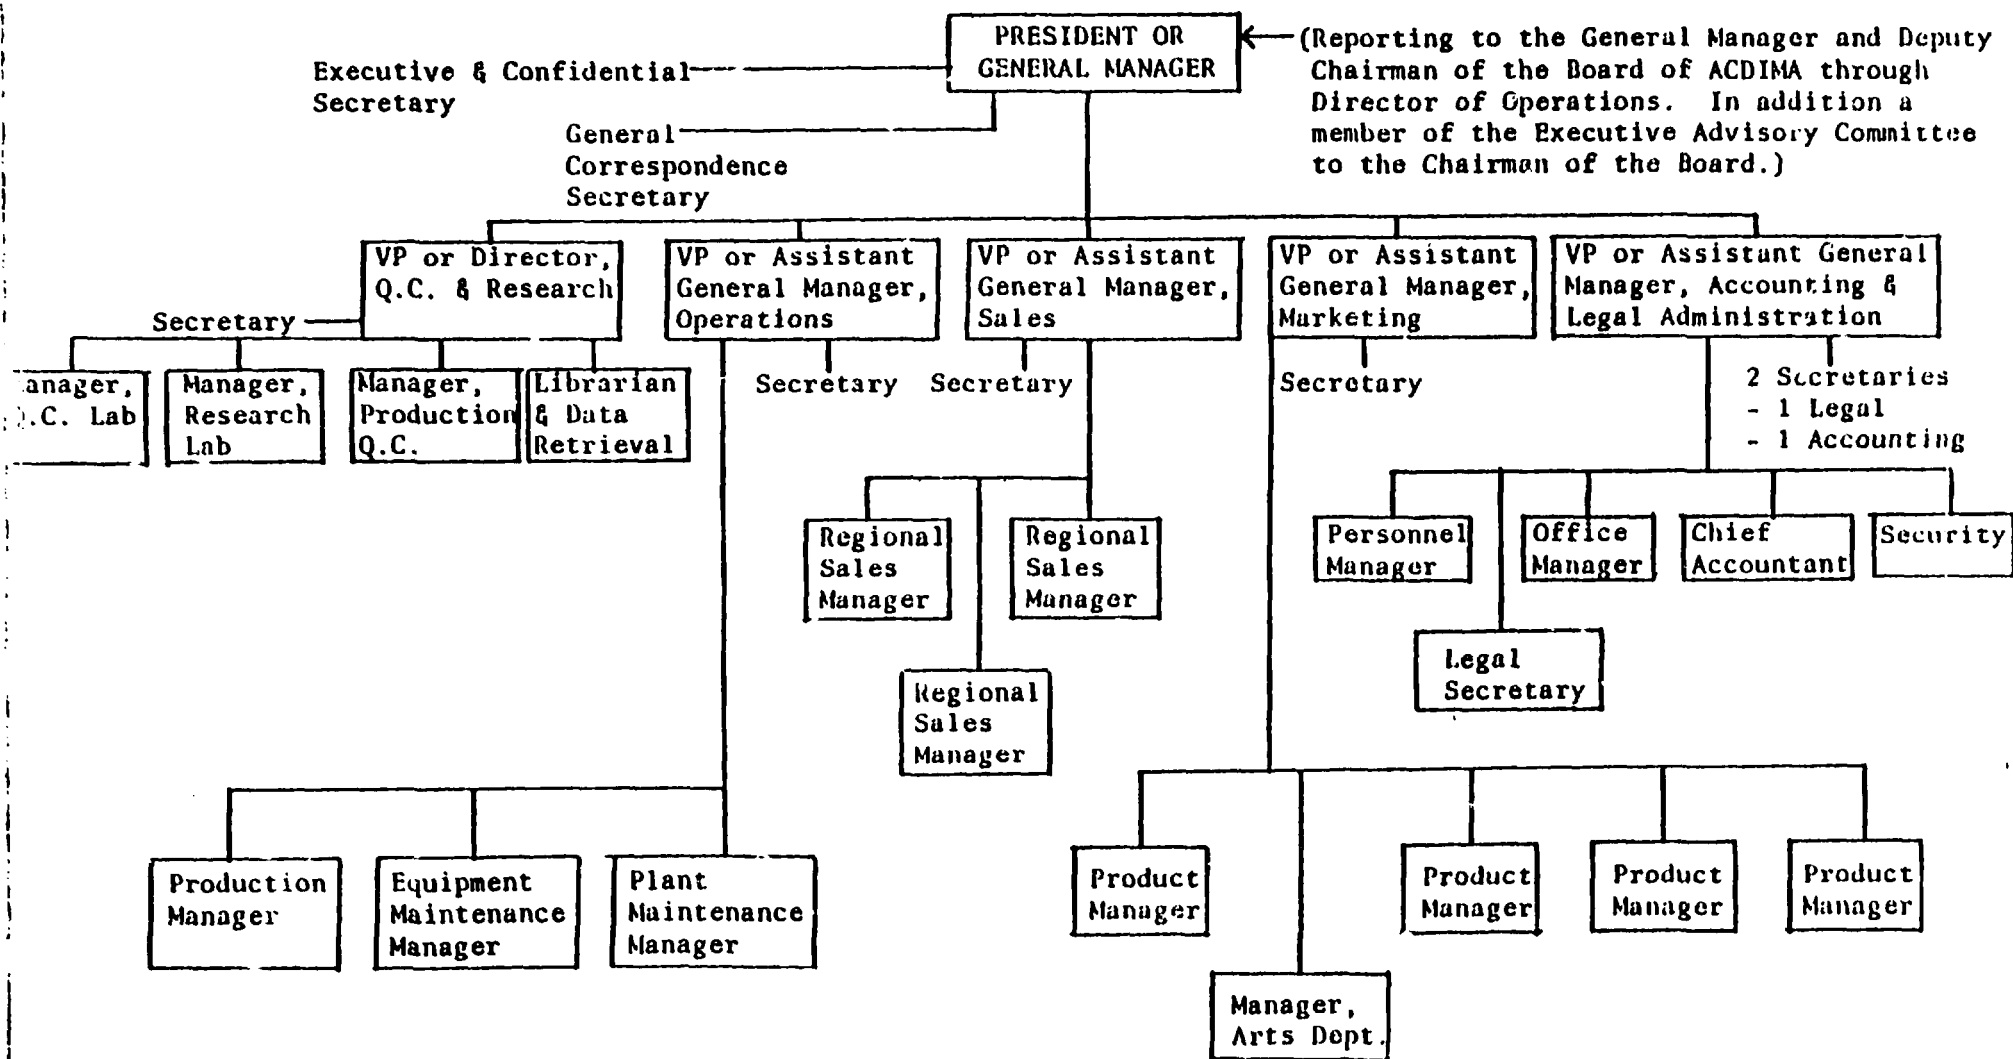 PRESIDENT OR
GENERAL MANAGER
(Reporting to the General Manager and Deputy
Chairman of the Board of ACDIMA through
Director of Operations. In addition a
member of the Executive Advisory Committee
to the Chairman of the Board.)
Executive & Confidential
Secretary
General
Correspondence
Secretary
VP or Director,
Q.C. & Research
VP or Assistant
General Manager,
Operations
VP or Assistant
General Manager,
Sales
VP or Assistant
General Manager,
Marketing
VP or Assistant General
Manager, Accounting &
Legal Administration
Secretary
anager,
.C. Lab
Manager,
Research
Lab
Manager,
Production
Q.C.
Librarian
& Data
Retrieval
Secretary
Secretary
Secretary
2 Secretaries
- 1 Legal
- 1 Accounting
Regional
Sales
Manager
Regional
Sales
Manager
Regional
Sales
Manager
Personnel
Manager
Office
Manager
Chief
Accountant
Security
Legal
Secretary
Production
Manager
Equipment
Maintenance
Manager
Plant
Maintenance
Manager
Product
Manager
Product
Manager
Product
Manager
Product
Manager
Manager,
Arts Dept.